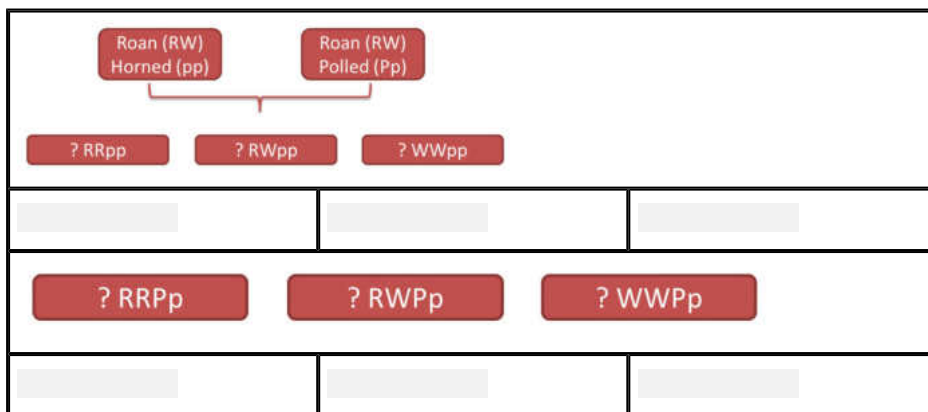 Roan (RW)
Horned (pp)
Roan (RW)
Polled (Pp)
? RRpp
? RWpp
? WWpp
? RRPp
? RWPp
? WWPp